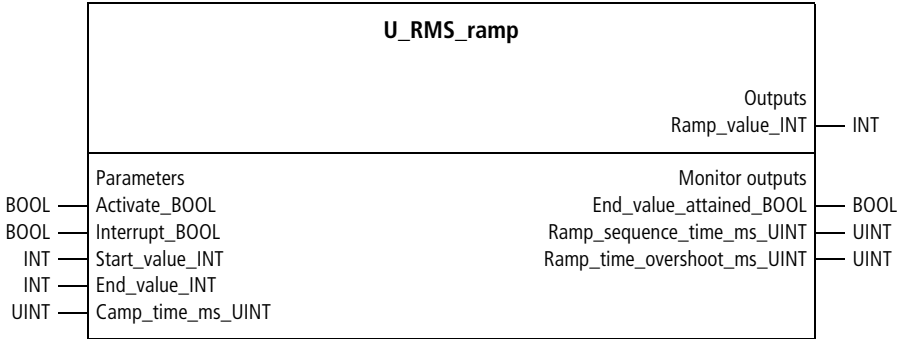 U_RMS_ramp
Outputs
Ramp_value_INT INT
Parameters Monitor outputs
BOOL Activate_BOOL End_value_attained_BOOL BOOL
BOOL Interrupt_BOOL Ramp_sequence_time_ms_UINT UINT
INT Start_value_INT Ramp_time_overshoot_ms_UINT UINT
INT End_value_INT
UINT Camp_time_ms_UINT